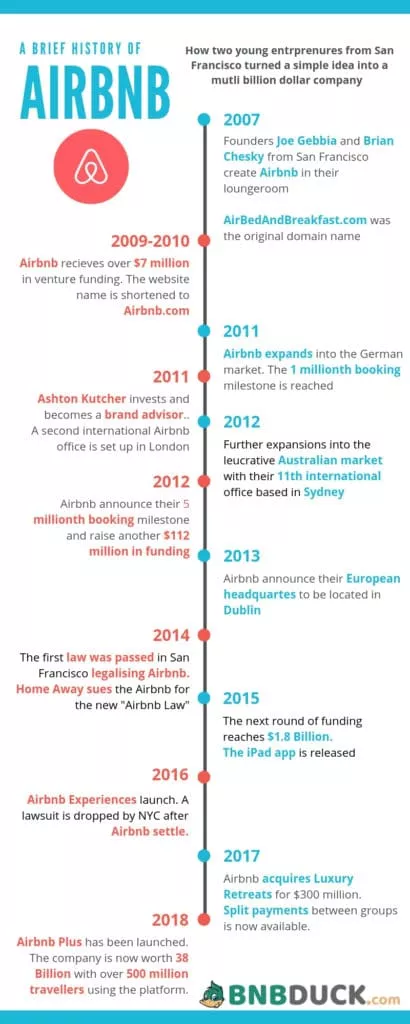 A BRIEF HISTORY OF
AIRBNB
How two young entrprenures from San
Francisco turned a simple idea into a
mutli billion dollar company
2007
Founders Joe Gebbia and Brian
Chesky from San Francisco
create Airbnb in their
loungeroom
AirBedAndBreakfast.com was
the original domain name
2009-2010
Airbnb recieves over $7 million
in venture funding. The website
name is shortened to
Airbnb.com
2011
Airbnb expands into the German
market. The 1 millionth booking
milestone is reached
2011
Ashton Kutcher invests and
becomes a brand advisor..
A second international Airbnb
office is set up in London
2012
Further expansions into the
leucrative Australian market
with their 11th international
office based in Sydney
2012
Airbnb announce their 5
millionth booking milestone
and raise another $112
million in funding
2013
Airbnb announce their European
headquartes to be located in
Dublin
2014
The first law was passed in San
Francisco legalising Airbnb.
Home Away sues the Airbnb for
the new "Airbnb Law"
2015
The next round of funding
reaches $1.8 Billion.
The iPad app is released
2016
Airbnb Experiences launch. A
lawsuit is dropped by NYC after
Airbnb settle.
2017
Airbnb acquires Luxury
Retreats for $300 million.
Split payments between groups
is now available.
2018
Airbnb Plus has been launched.
The company is now worth 38
Billion with over 500 million
travellers using the platform.
BNBDUCK.com